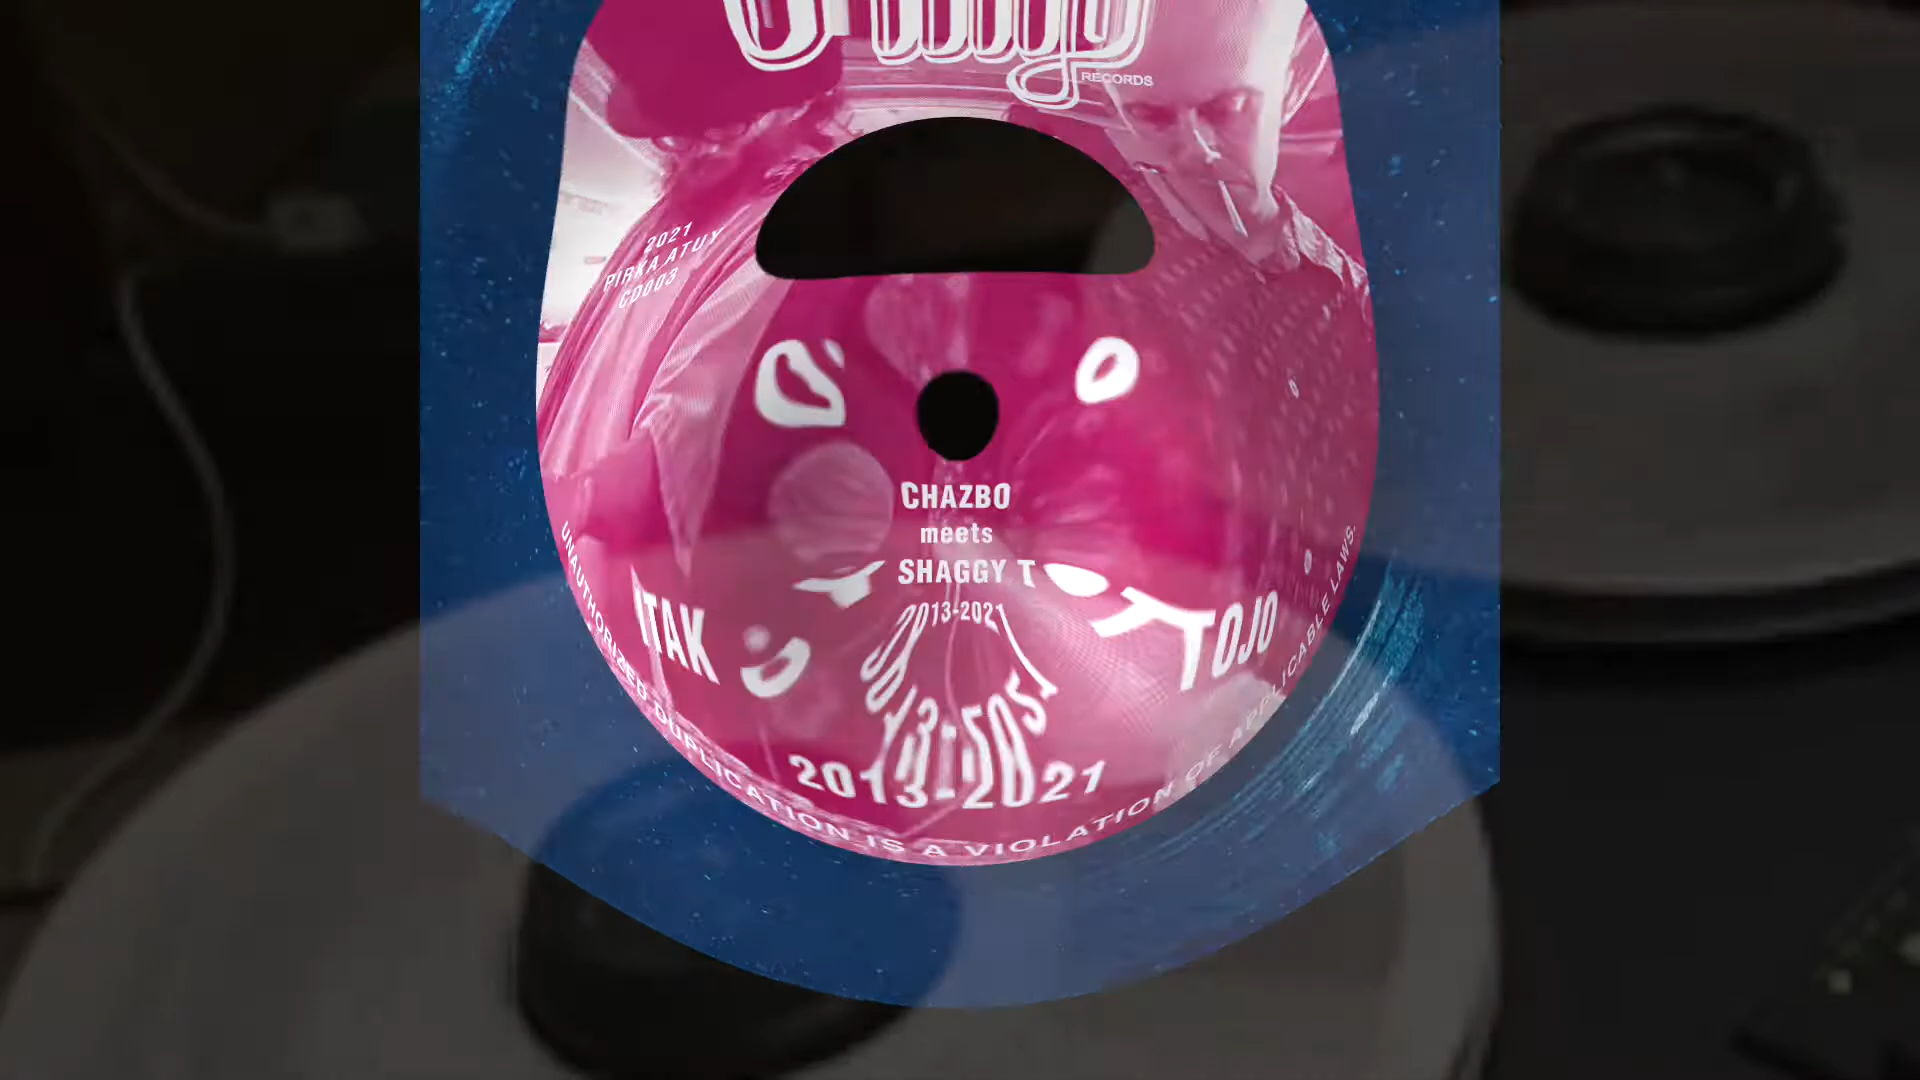 RECORDS
2021
PIRKA ATUY
CD003
CHAZBO
meets
SHAGGY T
2013-2021
TOJO
2013-2021
UNAUTHORIZED DUPLICATION IS A VIOLATION OF APPLICABLE LAWS.